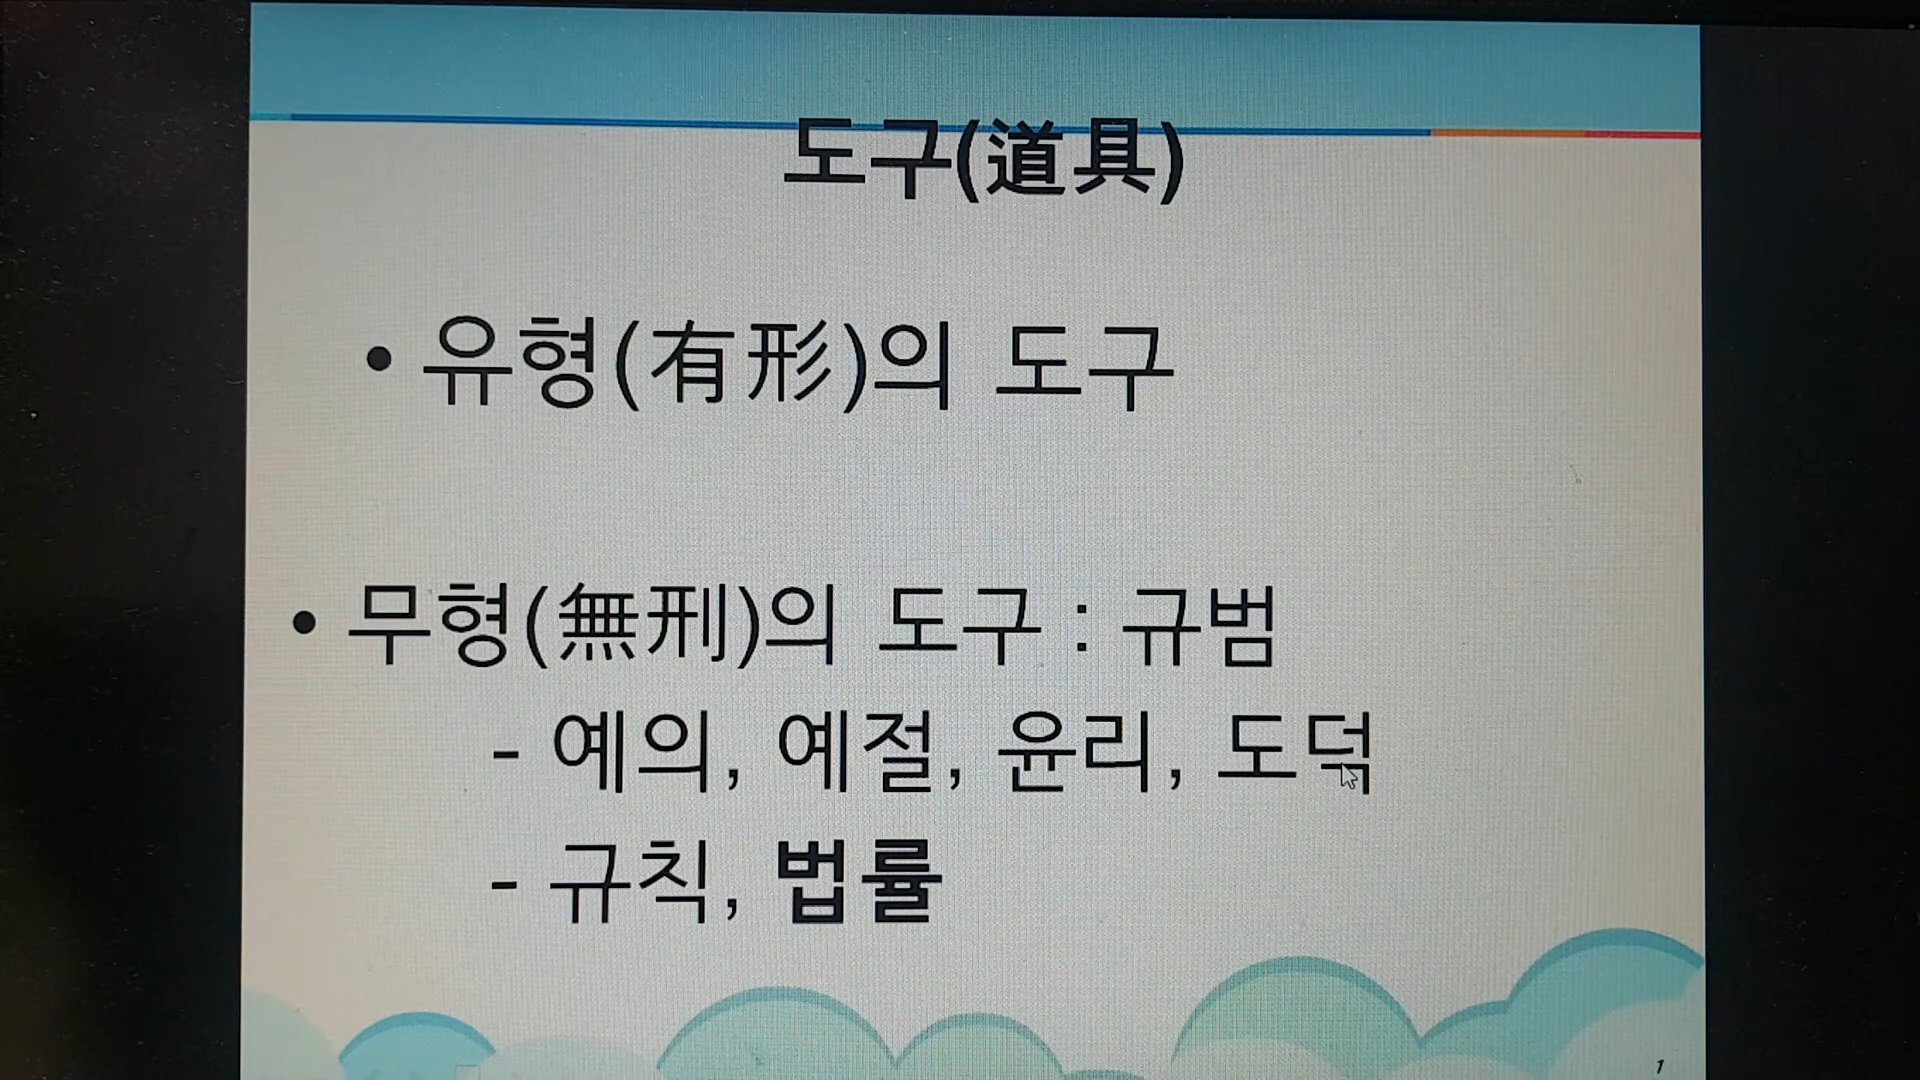 도구(道具)
• 유형(有形)의 도구
• 무형(無刑)의 도구 : 규범
- 예의, 예절, 윤리, 도덕
- 규칙, 법률
1